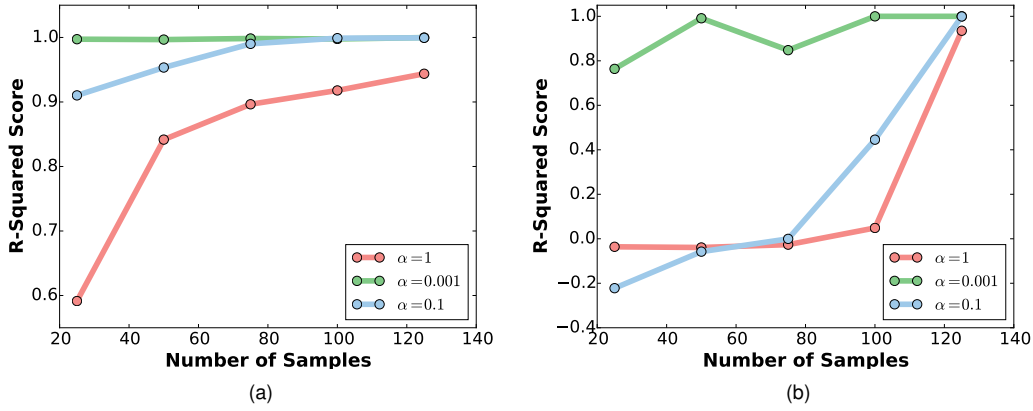 1.0
0.9
0.8
0.7
0.6
R-Squared Score
α=1
α=0.001
α=0.1
20 40 60 80 100 120 140
Number of Samples
(a)
1.0
0.8
0.6
0.4
0.2
0.0
−0.2
−0.4
R-Squared Score
α=1
α=0.001
α=0.1
20 40 60 80 100 120 140
Number of Samples
(b)